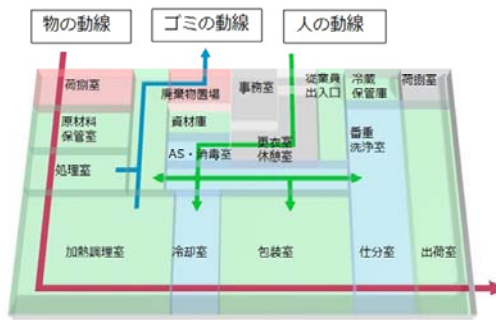 物の動線
ゴミの動線
人の動線
荷捌室
廃棄物置場
事務室
従業員
出入口
冷蔵
保管庫
荷捌室
原材料
保管室
資材庫
処理室
AS・消毒室
更衣室
休憩室
番重
洗浄室
加熱調理室
冷却室
包装室
仕分室
出荷室